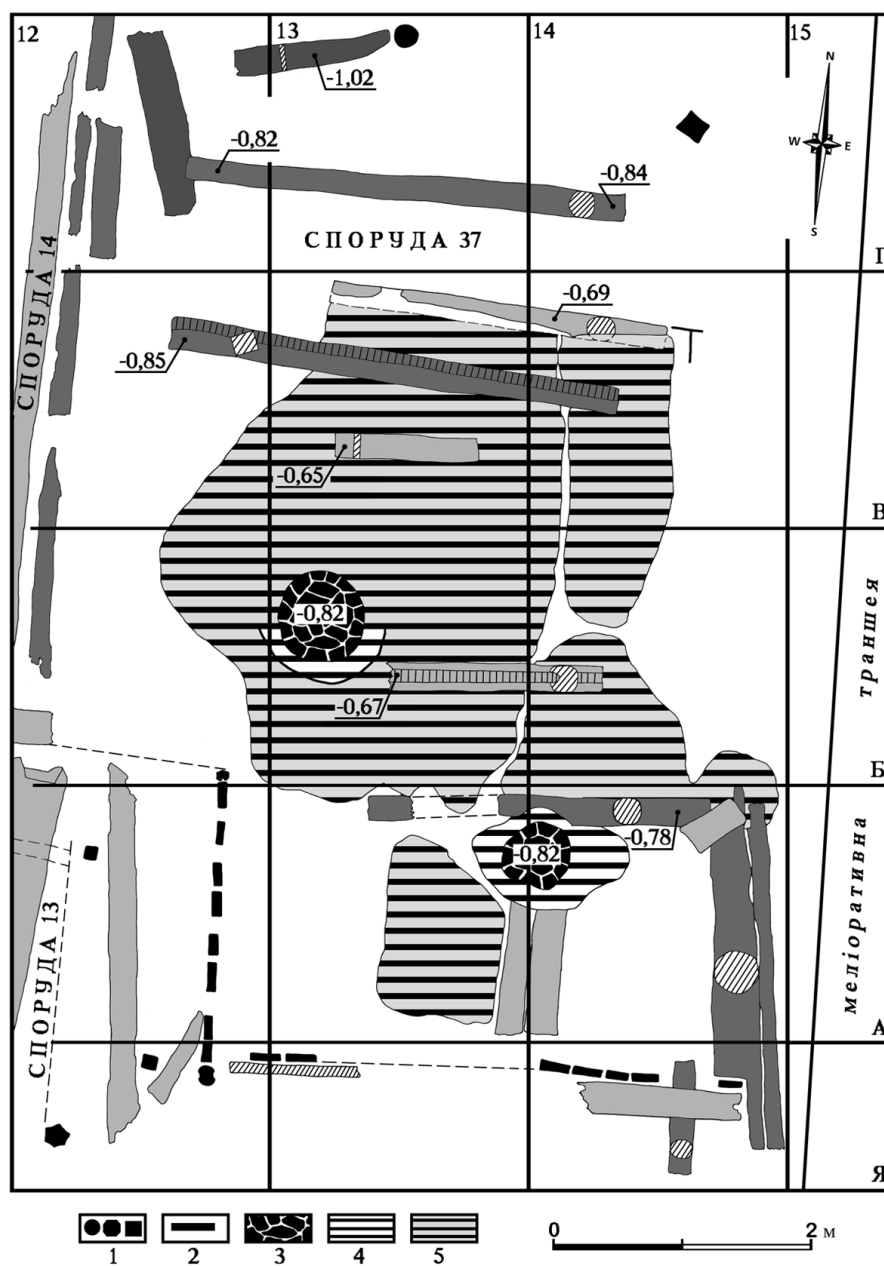 12
13
14
15
-1,02
N
W
E
S
-0,82
-0,84
СПОРУДА 37
Г
СПОРУДА 14
-0,69
-0,85
-0,65
В
-0,82
траншея
-0,67
Б
-0,78
-0,82
меліоративна
СПОРУДА 13
А
Я
1
2
3
4
5
0
2 м